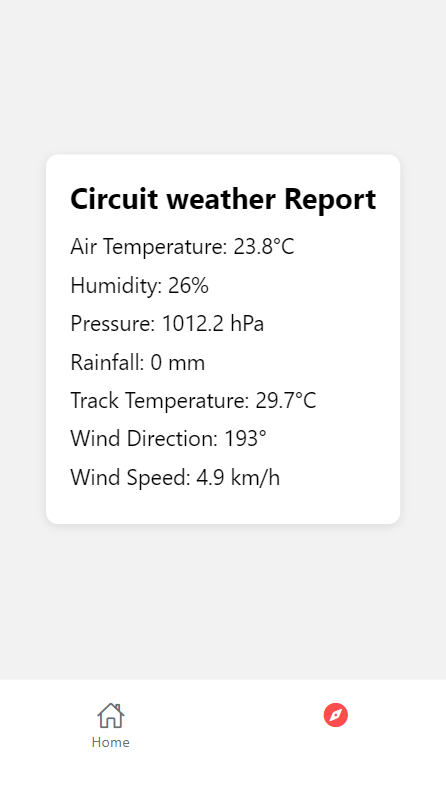 Circuit weather Report
Air Temperature: 23.8°C
Humidity: 26%
Pressure: 1012.2 hPa
Rainfall: 0 mm
Track Temperature: 29.7°C
Wind Direction: 193°
Wind Speed: 4.9 km/h
Home